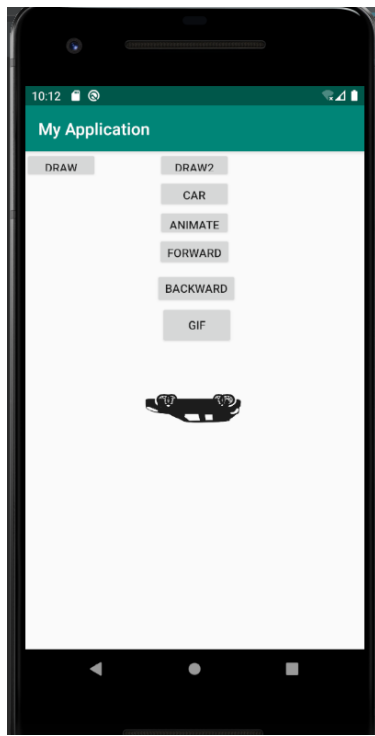 10:12
My Application
DRAW DRAW2
CAR
ANIMATE
FORWARD
BACKWARD
GIF